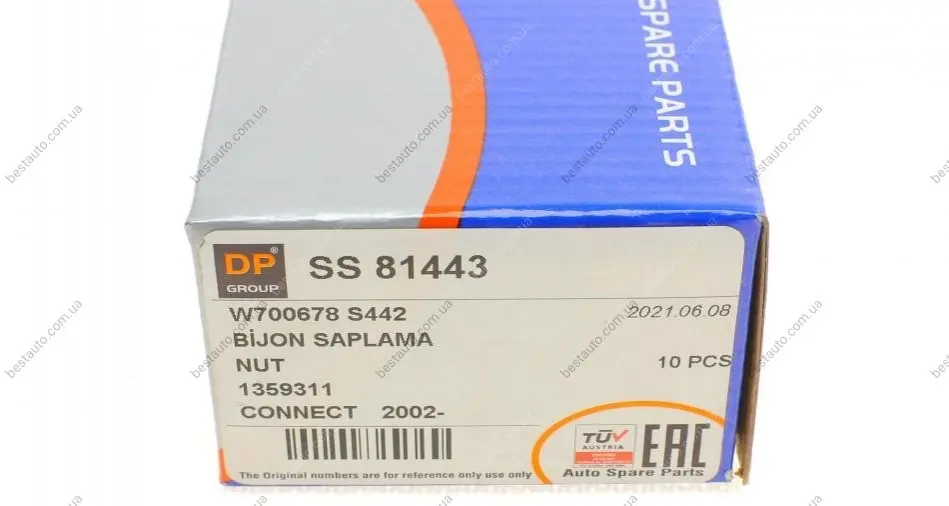 SPARE PARTS
DP®
GROUP
SS 81443
W700678 S442
2021.06.08
BİJON SAPLAMA
NUT
10 PCS
1359311
CONNECT 2002-
TÜV
AUSTRIA
EAC
Auto Spare Parts
The Original numbers are for reference only use only
bestauto.com.ua